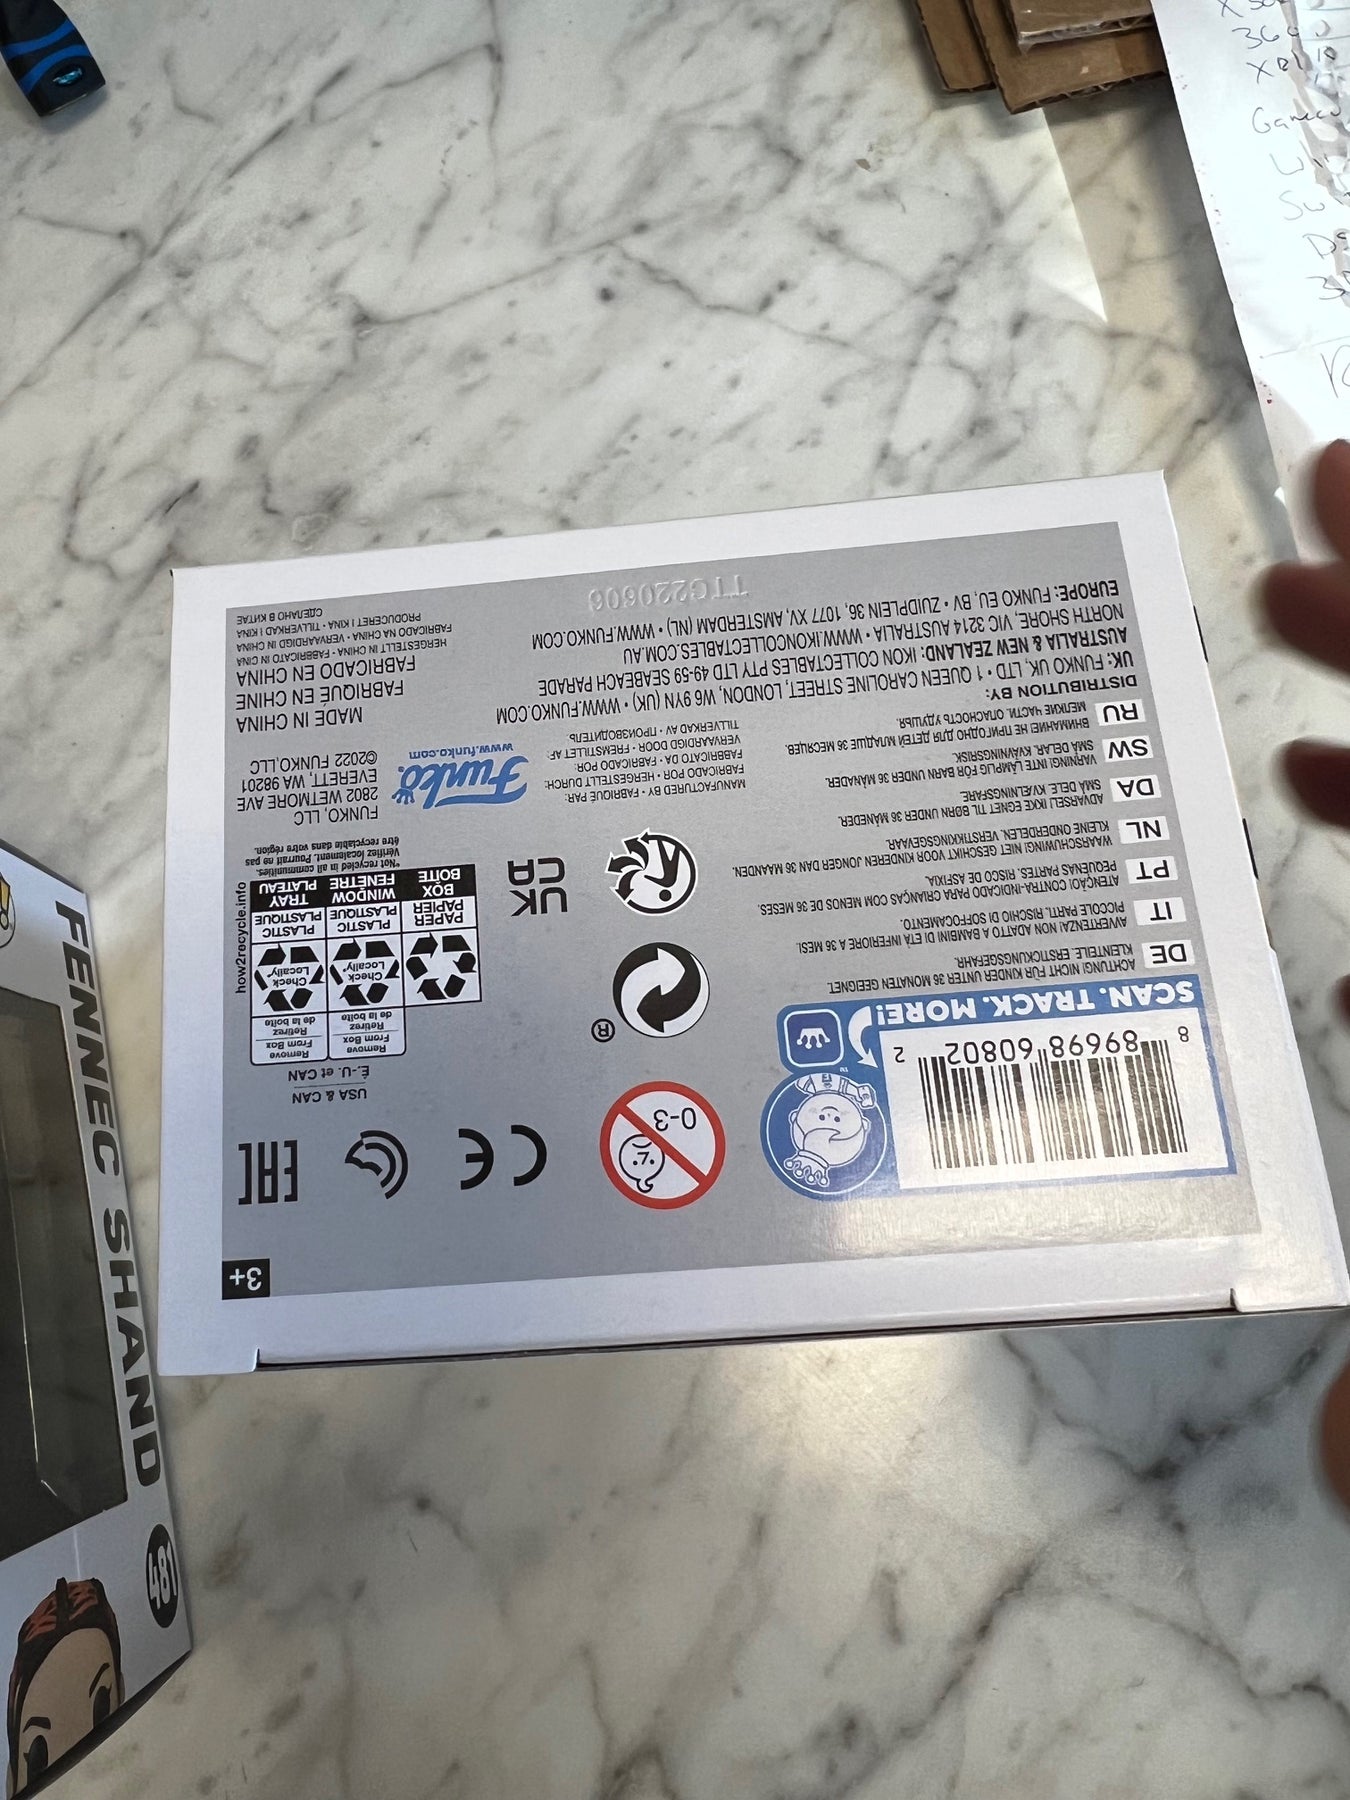 3+
8 89698 60802 2
SCAN. TRACK. MORE!
TM
0-3
CE
EAC
USA & CAN
É.-U. et CAN
Remove
From Box
Retirez
de la boîte
Remove
From Box
Retirez
de la boîte
Check
Locally*
Check
Locally*
PAPER
PAPIER
BOX
BOÎTE
PLASTIC
PLASTIQUE
WINDOW
FENÊTRE
PLASTIC
PLASTIQUE
TRAY
PLATEAU
how2recycle.info
*Not recycled in all communities.
Vérifiez localement. Pourrait ne pas
être recyclable dans votre région.
®
UK
CA
DE
ACHTUNG! NICHT FÜR KINDER UNTER 36 MONATEN GEEIGNET.
KLEINTEILE. ERSTICKUNGSGEFAHR.
IT
AVVERTENZA! NON ADATTO A BAMBINI DI ETÀ INFERIORE A 36 MESI.
PICCOLE PARTI. RISCHIO DI SOFFOCAMENTO.
PT
ATENÇÃO! CONTRA-INDICADO PARA CRIANÇAS COM MENOS DE 36 MESES.
PEQUENAS PARTES. RISCO DE ASFIXIA.
NL
WAARSCHUWING! NIET GESCHIKT VOOR KINDEREN JONGER DAN 36 MAANDEN.
KLEINE ONDERDELEN. VERSTIKKINGSGEVAAR.
DA
ADVARSEL! IKKE EGNET TIL BØRN UNDER 36 MÅNEDER.
SMÅ DELE. KVÆLNINGSFARE.
SW
VARNING! INTE LÄMPLIG FÖR BARN UNDER 36 MÅNADER.
SMÅ DELAR. KVÄVNINGSRISK.
RU
ВНИМАНИЕ! НЕ ПРИГОДНО ДЛЯ ДЕТЕЙ МЛАДШЕ 36 МЕСЯЦЕВ.
МЕЛКИЕ ЧАСТИ. ОПАСНОСТЬ УДУШЬЯ.
MANUFACTURED BY • FABRIQUÉ PAR:
FABRICADO POR • HERGESTELLT DURCH:
FABRICATO DA • FABRICADO POR:
VERVAARDIGD DOOR • FREMSTILLET AF:
TILLVERKAD AV • ПРОИЗВОДИТЕЛЬ
Funko®
www.funko.com
FUNKO, LLC
2802 WETMORE AVE
EVERETT, WA 98201
©2022 FUNKO,LLC
DISTRIBUTION BY:
UK: FUNKO UK, LTD • 1 QUEEN CAROLINE STREET, LONDON, W6 9YN (UK) • WWW.FUNKO.COM
AUSTRALIA & NEW ZEALAND: IKON COLLECTABLES PTY LTD 49-59 SEABEACH PARADE
NORTH SHORE, VIC 3214 AUSTRALIA • WWW.IKONCOLLECTABLES.COM.AU
EUROPE: FUNKO EU, BV • ZUIDPLEIN 36, 1077 XV, AMSTERDAM (NL) • WWW.FUNKO.COM
MADE IN CHINA
FABRIQUÉ EN CHINE
FABRICADO EN CHINA
HERGESTELLT IN CHINA • FABBRICATO IN CINA
FABRICADO NA CHINA • VERVAARDIGD IN CHINA
PRODUCERET I KINA • TILLVERKAD I KINA
СДЕЛАНО В КИТАЕ
TTC220606
FENNEC SHAND
481